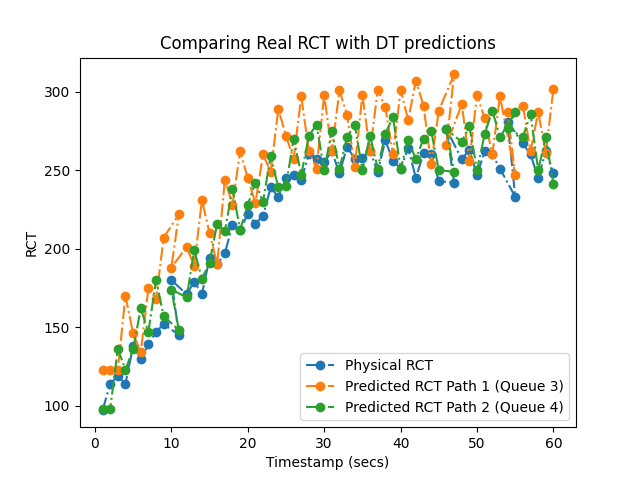 Comparing Real RCT with DT predictions
RCT
300
250
200
150
100
0
10
20
30
40
50
60
Timestamp (secs)
Physical RCT
Predicted RCT Path 1 (Queue 3)
Predicted RCT Path 2 (Queue 4)